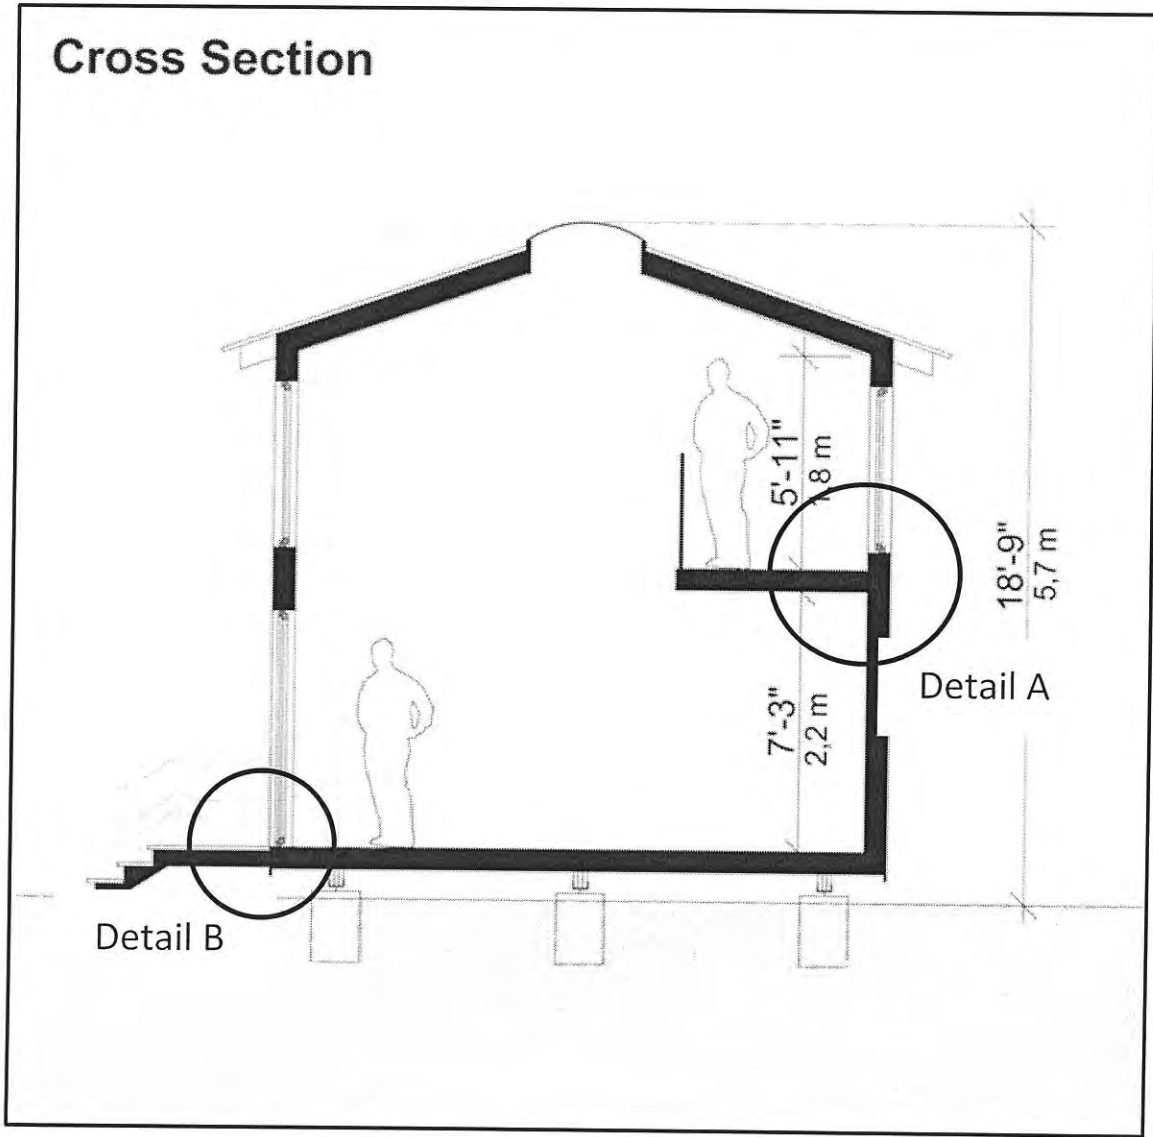 Cross Section
5'-11"
1,8 m
18'-9"
5,7 m
Detail A
7'-3"
2,2 m
Detail B